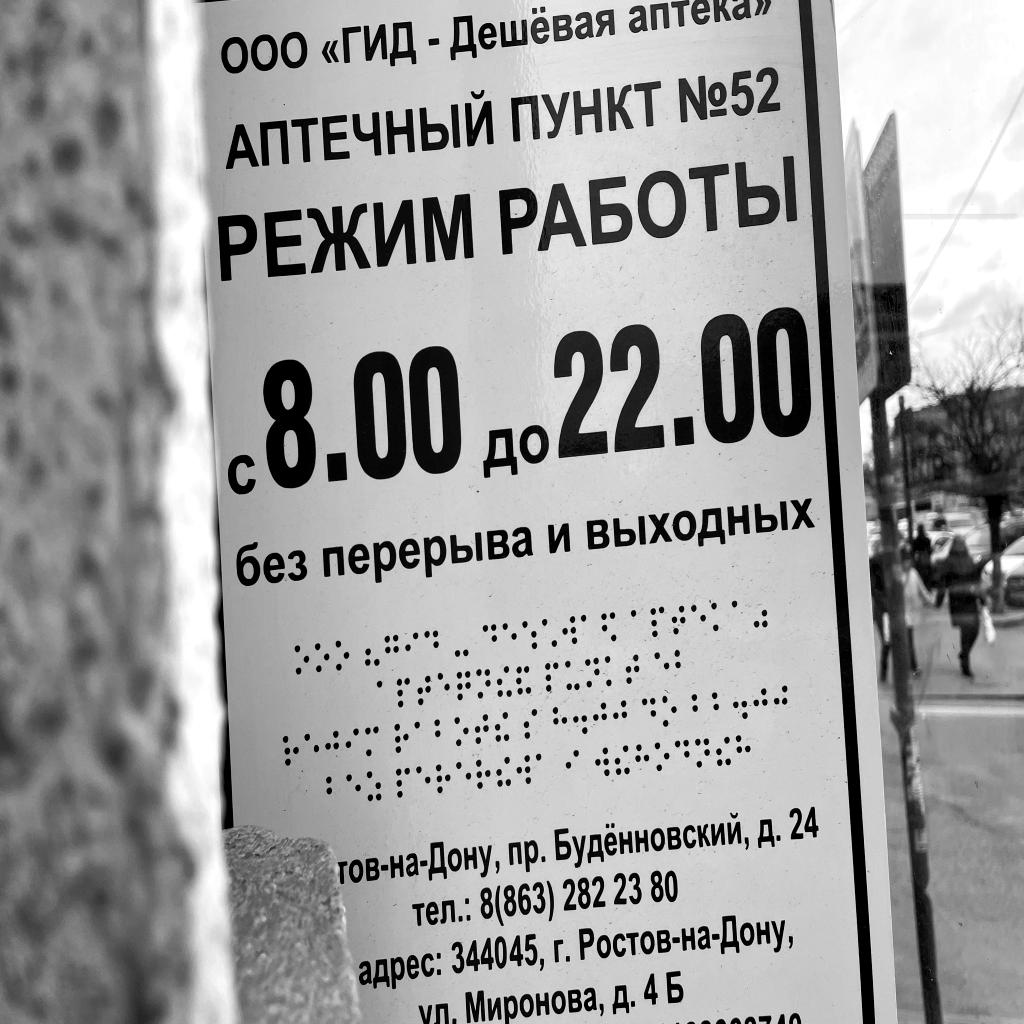 ООО «ГИД - Дешёвая аптека»
АПТЕЧНЫЙ ПУНКТ №52
РЕЖИМ РАБОТЫ
с 8.00 до 22.00
без перерыва и выходных
тов-на-Дону, пр. Будённовский, д. 24
тел.: 8(863) 282 23 80
адрес: 344045, г. Ростов-на-Дону,
ул. Миронова, д. 4 Б